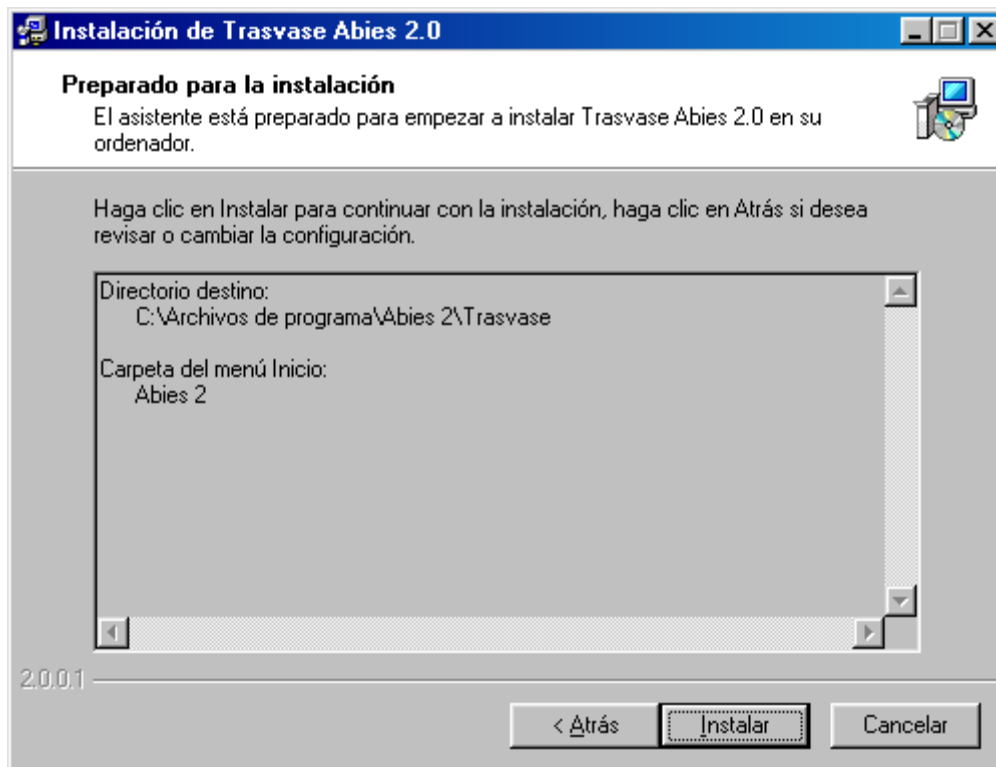 Instalación de Trasvase Abies 2.0
Preparado para la instalación
El asistente está preparado para empezar a instalar Trasvase Abies 2.0 en su
ordenador.
Haga clic en Instalar para continuar con la instalación, haga clic en Atrás si desea
revisar o cambiar la configuración.
Directorio destino:
C:\Archivos de programa\Abies 2\Trasvase
Carpeta del menú Inicio:
Abies 2
2.0.0.1
< Atrás
Instalar
Cancelar